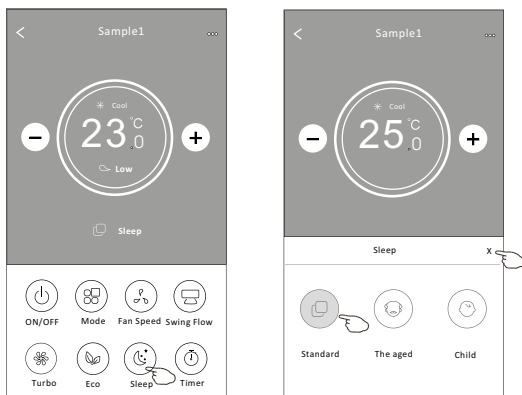 Sample1
Cool
23°C
.0
Low
Sleep
ON/OFF Mode Fan Speed Swing Flow
Turbo Eco Sleep Timer
Sample1
Cool
25°C
.0
Sleep x
Standard The aged Child